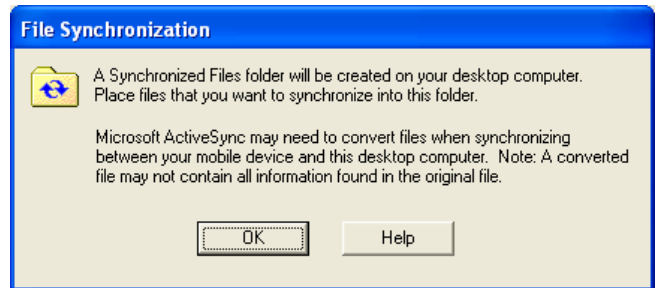 File Synchronization
A Synchronized Files folder will be created on your desktop computer.
Place files that you want to synchronize into this folder.
Microsoft ActiveSync may need to convert files when synchronizing
between your mobile device and this desktop computer. Note: A converted
file may not contain all information found in the original file.
OK
Help